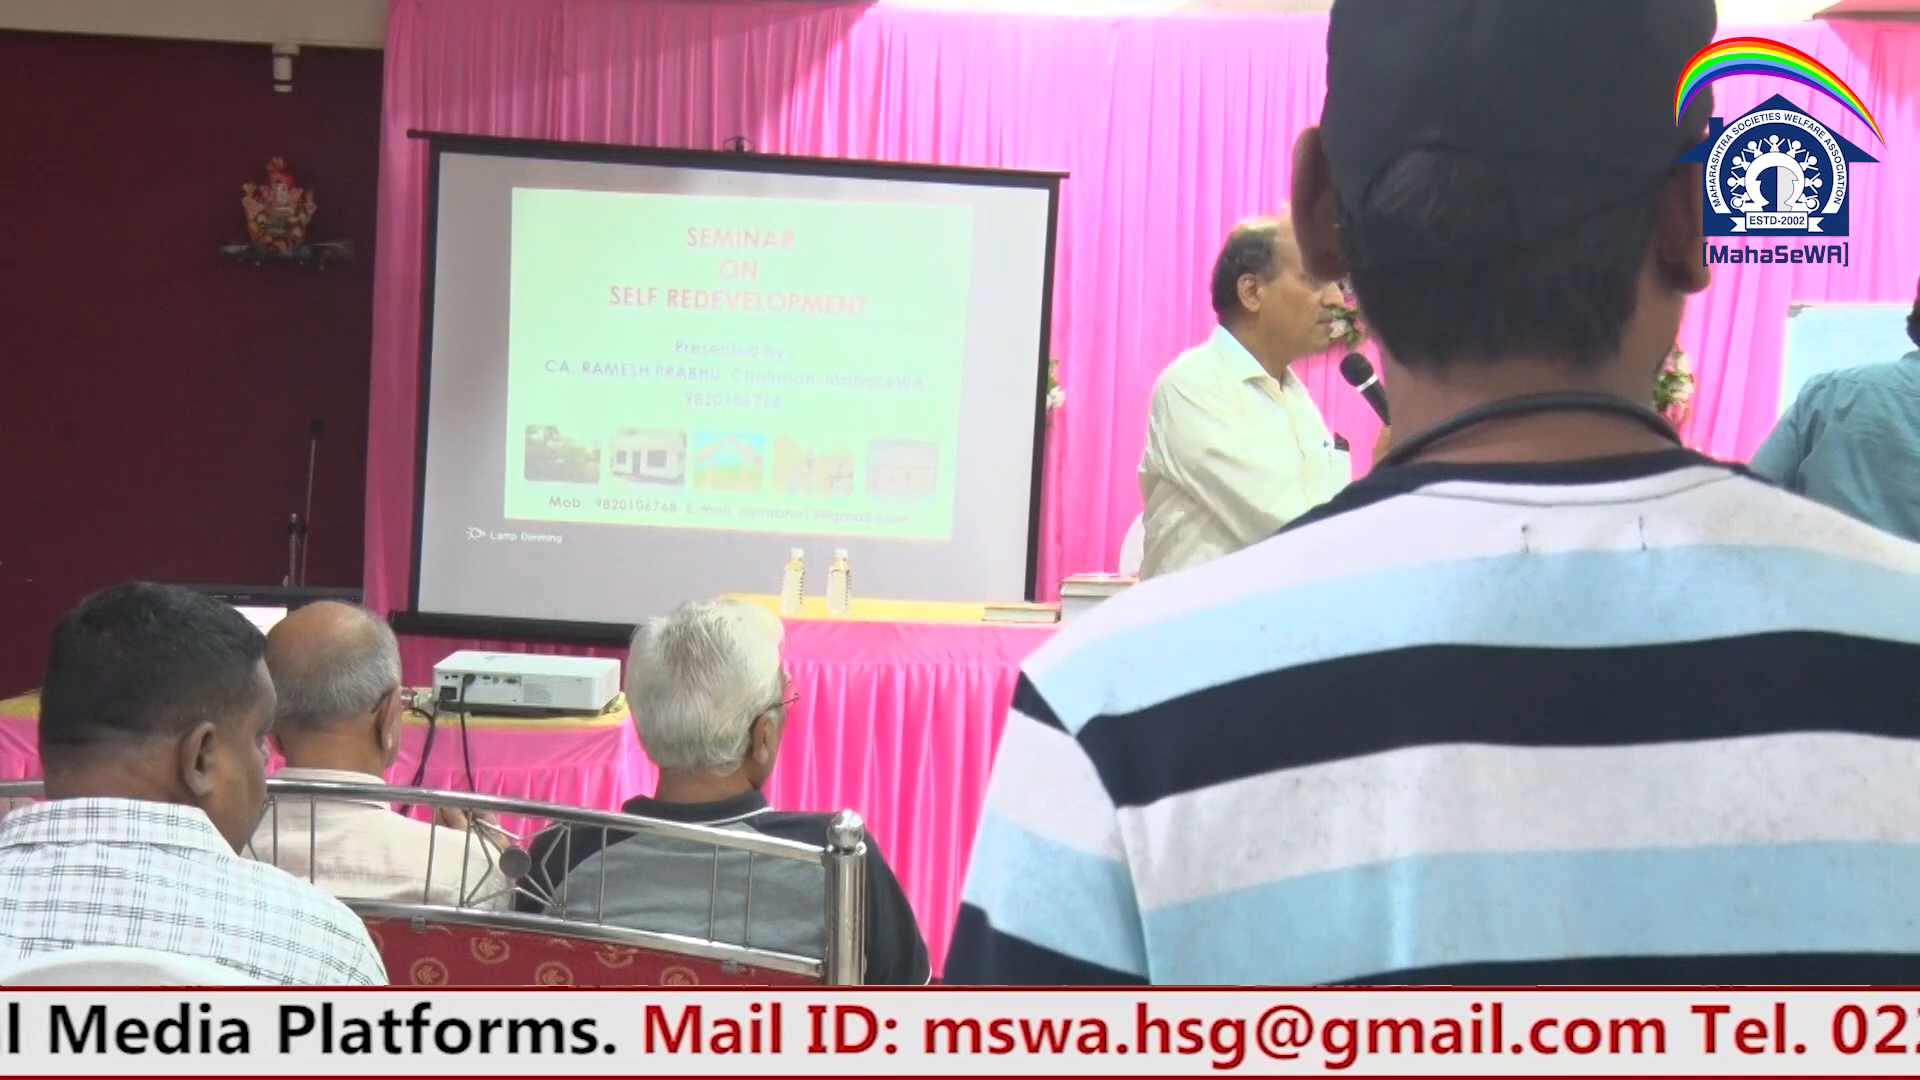 SEMINAR
ON
SELF REDEVELOPMENT
Presented by
CA. RAMESH PRABHU, Chairman, MahaSeWA
9820106768
Mob.: 9820106768 E-mail:
Lamp Dimming
MAHARASHTRA SOCIETIES WELFARE ASSOCIATION
ESTD-2002
[MahaSeWA]
l Media Platforms. Mail ID: mswa.hsg@gmail.com Tel. 02